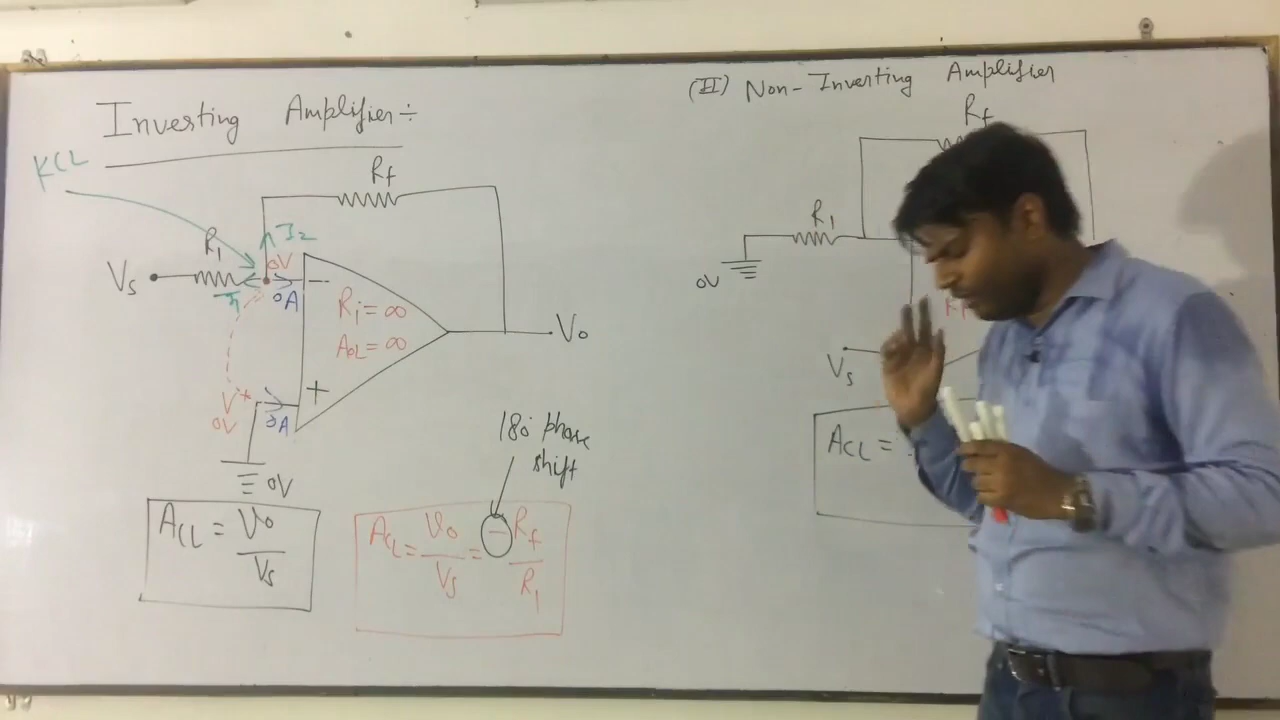 Inverting Amplifier÷
KCL
Rf
I2
R1
0V
Vs
I1
0A
−
Ri = ∞
AOL = ∞
Vo
+
V+
0V
0A
0V
180° phase
shift
ACL = Vo/Vs
ACL = Vo/Vs = − Rf/R1
(II) Non-Inverting Amplifier
Rf
R1
0V
Vs
ACL =